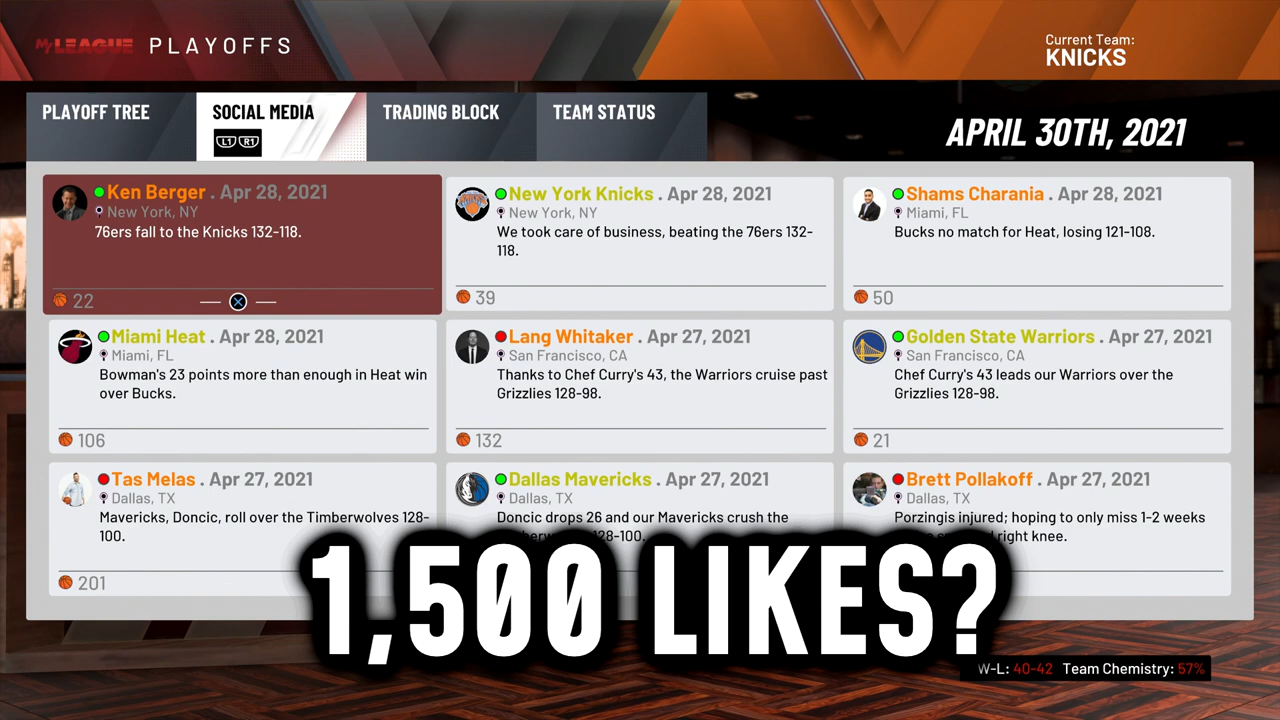 MyLEAGUE PLAYOFFS
Current Team:
KNICKS
PLAYOFF TREE
SOCIAL MEDIA
L1 R1
TRADING BLOCK
TEAM STATUS
APRIL 30TH, 2021
Ken Berger . Apr 28, 2021
New York, NY
76ers fall to the Knicks 132-118.
22
New York Knicks . Apr 28, 2021
New York, NY
We took care of business, beating the 76ers 132-
118.
39
Shams Charania . Apr 28, 2021
Miami, FL
Bucks no match for Heat, losing 121-108.
50
Miami Heat . Apr 28, 2021
Miami, FL
Bowman's 23 points more than enough in Heat win
over Bucks.
106
Lang Whitaker . Apr 27, 2021
San Francisco, CA
Thanks to Chef Curry's 43, the Warriors cruise past
Grizzlies 128-98.
132
Golden State Warriors . Apr 27, 2021
San Francisco, CA
Chef Curry's 43 leads our Warriors over the
Grizzlies 128-98.
21
Tas Melas . Apr 27, 2021
Dallas, TX
Mavericks, Doncic, roll over the Timberwolves 128-
100.
201
Dallas Mavericks . Apr 27, 2021
Dallas, TX
Doncic drops 26 and our Mavericks crush the
128-100.
Brett Pollakoff . Apr 27, 2021
Dallas, TX
Porzingis injured; hoping to only miss 1-2 weeks
right knee.
1,500 LIKES?
W-L: 40-42 Team Chemistry: 57%